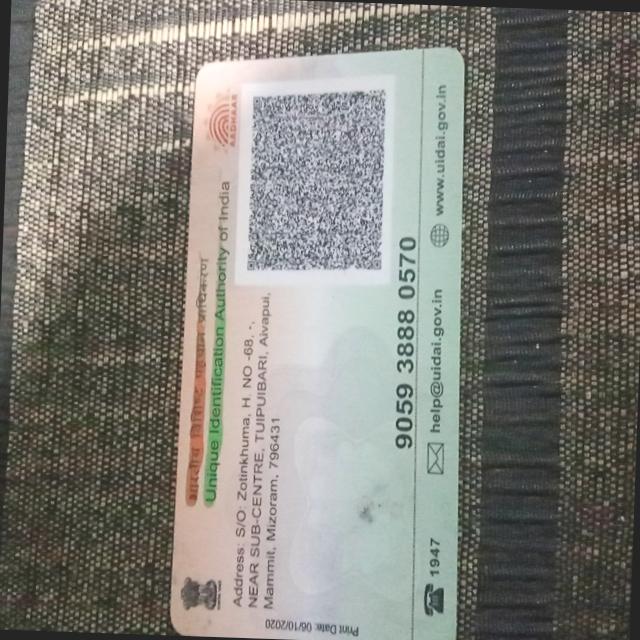 भारतीय विशिष्ट पहचान प्राधिकरण
Unique Identification Authority of India
AADHAAR
Address: S/O: Zotinkhuma, H. NO -68, -,
NEAR SUB-CENTRE, TUIPUIBARI, Aivapui,
Mammit, Mizoram, 796431
9059 3888 0570
Print Date: 06/10/2020
1947
help@uidai.gov.in
www.uidai.gov.in